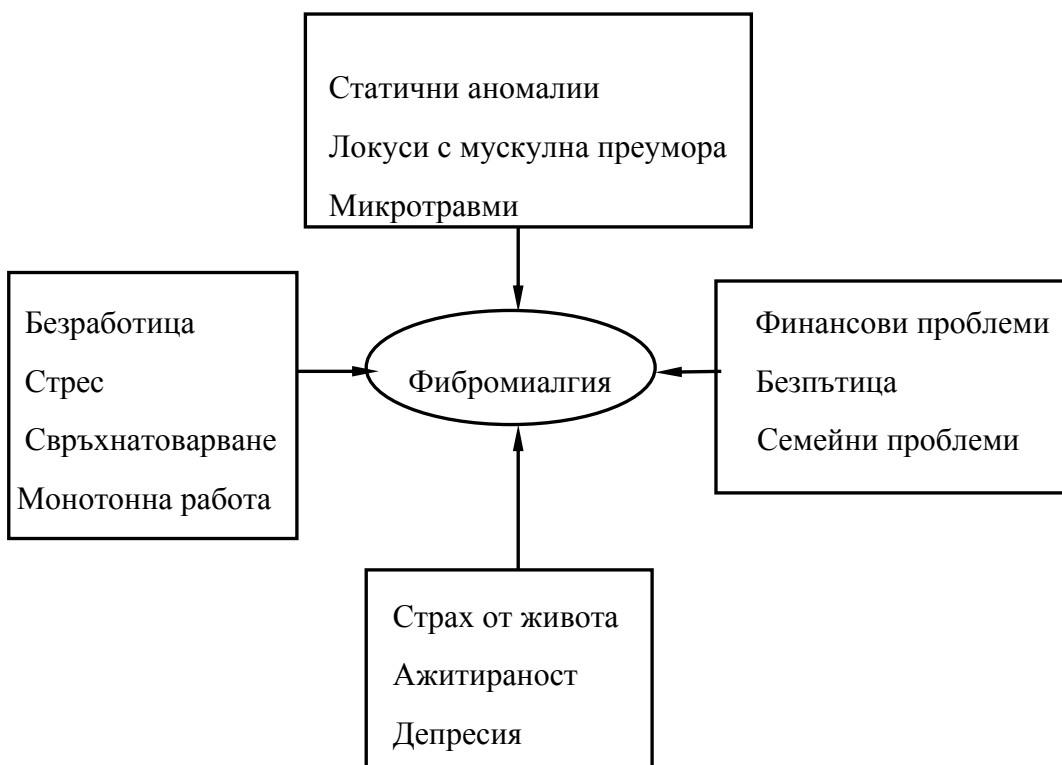 Статични аномалии
Локуси с мускулна преумора
Микротравми
Безработица
Стрес
Свръхнатоварване
Монотонна работа
Фибромиалгия
Финансови проблеми
Безпътица
Семейни проблеми
Страх от живота
Ажитираност
Депресия